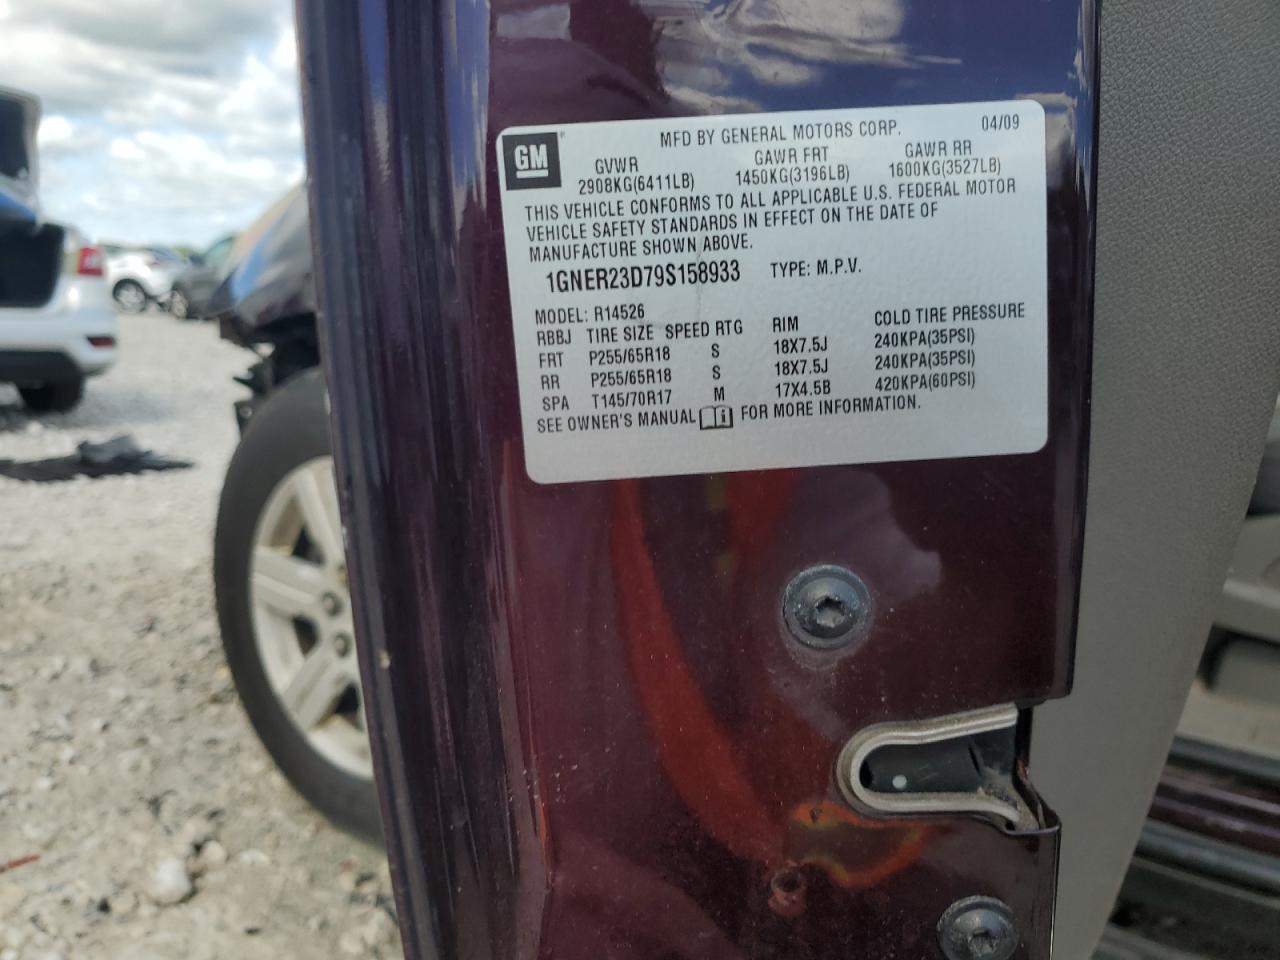 GM
MFD BY GENERAL MOTORS CORP. 04/09
GVWR GAWR FRT GAWR RR
2908KG(6411LB) 1450KG(3196LB) 1600KG(3527LB)
THIS VEHICLE CONFORMS TO ALL APPLICABLE U.S. FEDERAL MOTOR
VEHICLE SAFETY STANDARDS IN EFFECT ON THE DATE OF
MANUFACTURE SHOWN ABOVE.
1GNER23D79S158933 TYPE: M.P.V.
MODEL: R14526
RBBJ TIRE SIZE SPEED RTG RIM COLD TIRE PRESSURE
FRT P255/65R18 S 18X7.5J 240KPA(35PSI)
RR P255/65R18 S 18X7.5J 240KPA(35PSI)
SPA T145/70R17 M 17X4.5B 420KPA(60PSI)
SEE OWNER'S MANUAL i FOR MORE INFORMATION.